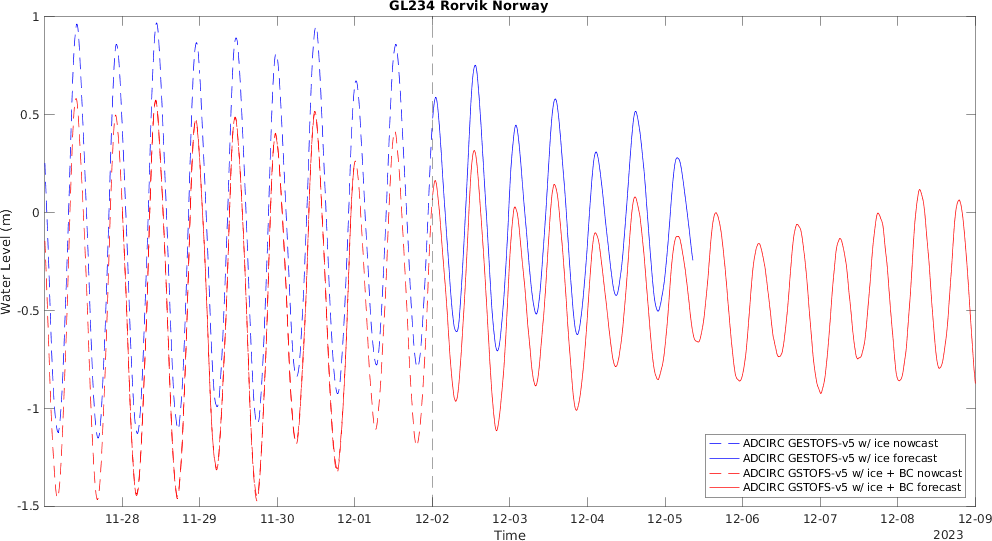 GL234 Rorvik Norway
1
0.5
0
-0.5
-1
-1.5
Water Level (m)
11-28 11-29 11-30 12-01 12-02 12-03 12-04 12-05 12-06 12-07 12-08 12-09
Time
2023
ADCIRC GESTOFS-v5 w/ ice nowcast
ADCIRC GESTOFS-v5 w/ ice forecast
ADCIRC GSTOFS-v5 w/ ice + BC nowcast
ADCIRC GSTOFS-v5 w/ ice + BC forecast